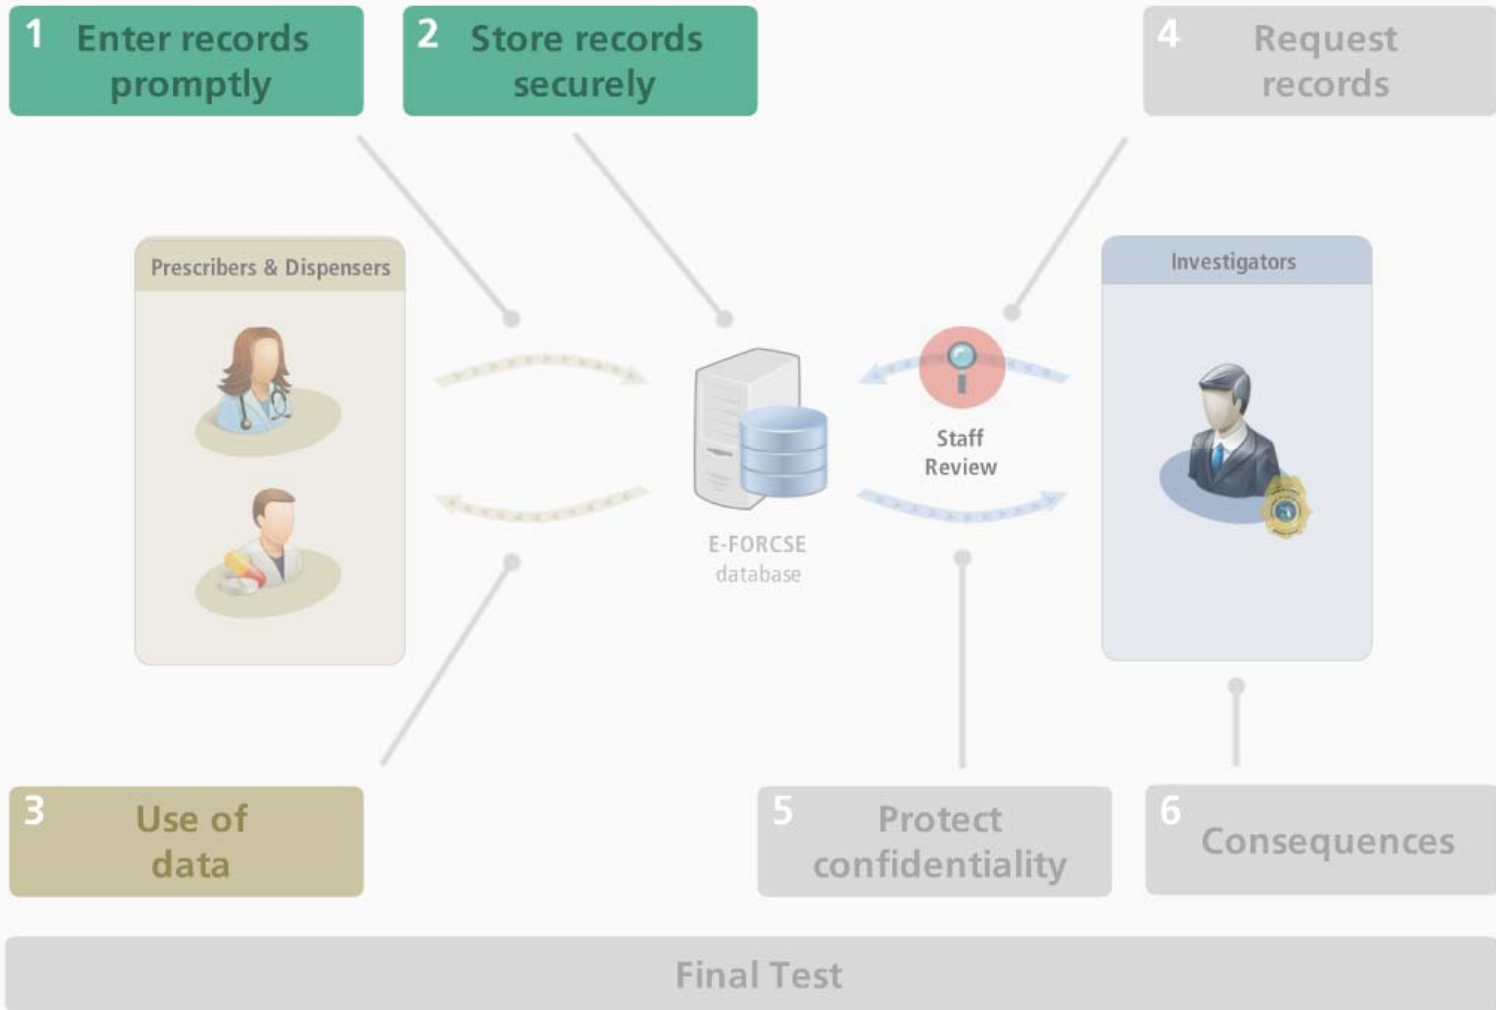 1 Enter records
promptly
2 Store records
securely
4 Request
records
Prescribers & Dispensers
Investigators
Staff
Review
E-FORCSE
database
3 Use of
data
5 Protect
confidentiality
6 Consequences
Final Test